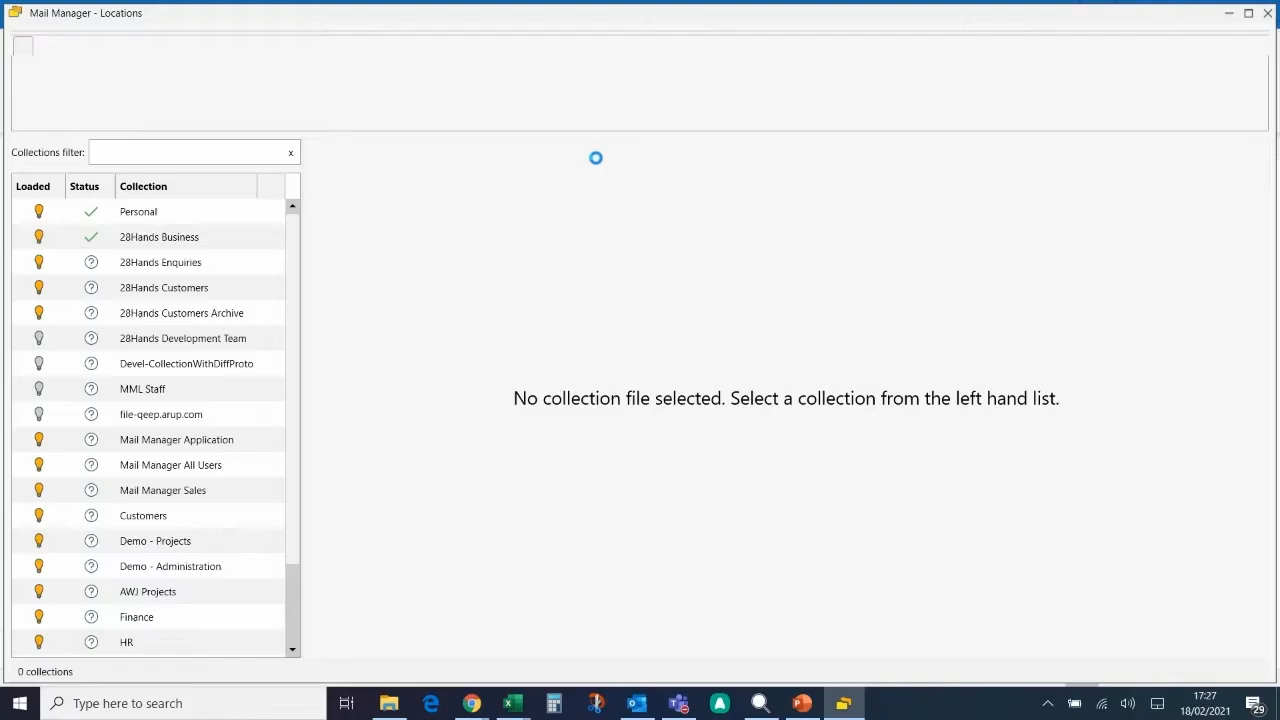 Mail Manager - Locations
Collections filter:
x
Loaded Status Collection
Personal
28Hands Business
28Hands Enquiries
28Hands Customers
28Hands Customers Archive
28Hands Development Team
Devel-CollectionWithDiffProto
MML Staff
file-qeep.arup.com
Mail Manager Application
Mail Manager All Users
Mail Manager Sales
Customers
Demo - Projects
Demo - Administration
AWJ Projects
Finance
HR
No collection file selected. Select a collection from the left hand list.
0 collections
Type here to search
17:27
18/02/2021
29